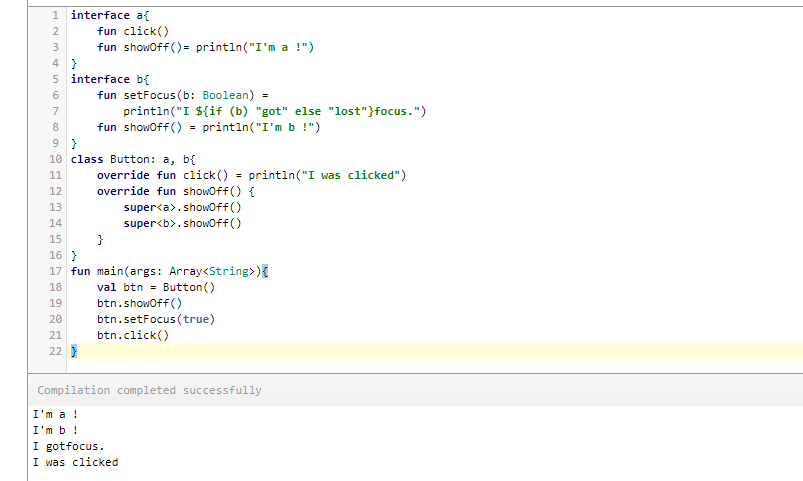 1 interface a{
2     fun click()
3     fun showOff()= println("I'm a !")
4 }
5 interface b{
6     fun setFocus(b: Boolean) =
7         println("I ${if (b) "got" else "lost"}focus.")
8     fun showOff() = println("I'm b !")
9 }
10 class Button: a, b{
11     override fun click() = println("I was clicked")
12     override fun showOff() {
13         super<a>.showOff()
14         super<b>.showOff()
15     }
16 }
17 fun main(args: Array<String>){
18     val btn = Button()
19     btn.showOff()
20     btn.setFocus(true)
21     btn.click()
22 }
Compilation completed successfully
I'm a !
I'm b !
I gotfocus.
I was clicked